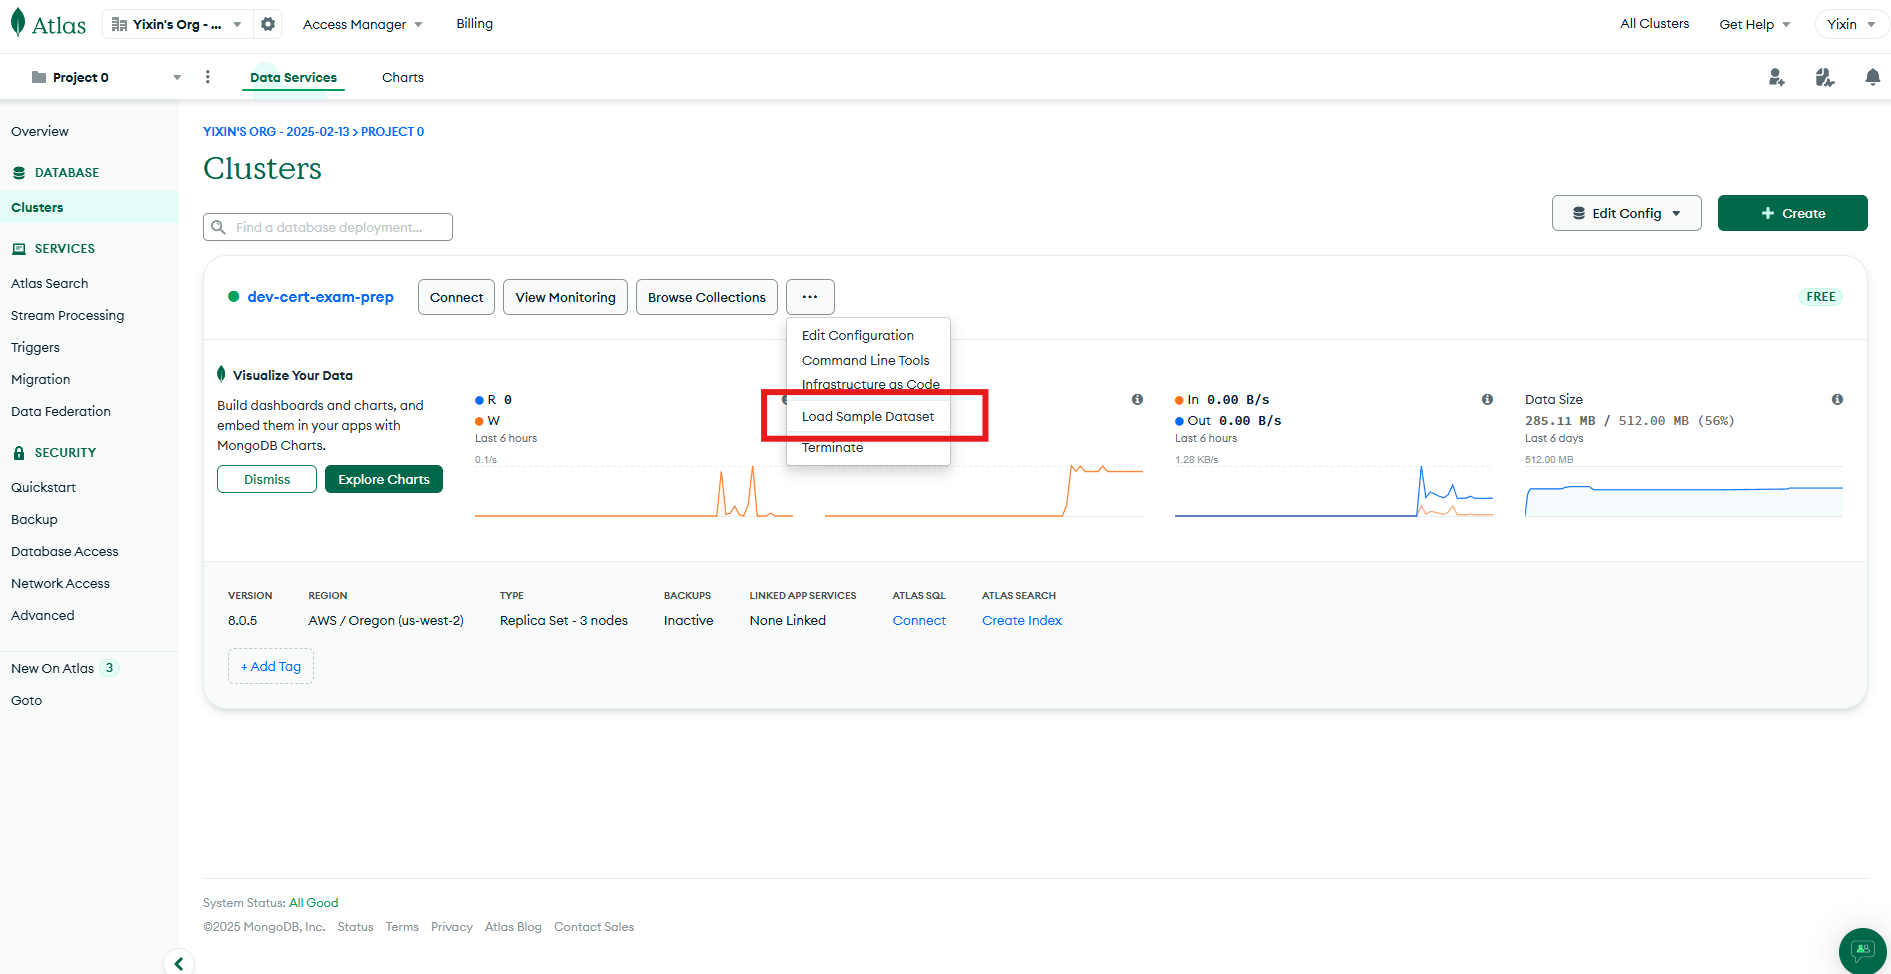 Atlas
Yixin's Org - ...
Access Manager
Billing
All Clusters
Get Help
Yixin
Project 0
Data Services
Charts
Overview
DATABASE
Clusters
SERVICES
Atlas Search
Stream Processing
Triggers
Migration
Data Federation
SECURITY
Quickstart
Backup
Database Access
Network Access
Advanced
New On Atlas 3
Goto
YIXIN'S ORG - 2025-02-13 > PROJECT 0
Clusters
Find a database deployment...
Edit Config
+ Create
dev-cert-exam-prep
Connect
View Monitoring
Browse Collections
...
FREE
Edit Configuration
Command Line Tools
Infrastructure as Code
Load Sample Dataset
Terminate
Visualize Your Data
Build dashboards and charts, and
embed them in your apps with
MongoDB Charts.
Dismiss
Explore Charts
R 0
W
Last 6 hours
0.1/s
In 0.00 B/s
Out 0.00 B/s
Last 6 hours
1.28 KB/s
Data Size
285.11 MB / 512.00 MB (56%)
Last 6 days
512.00 MB
VERSION
8.0.5
REGION
AWS / Oregon (us-west-2)
TYPE
Replica Set - 3 nodes
BACKUPS
Inactive
LINKED APP SERVICES
None Linked
ATLAS SQL
Connect
ATLAS SEARCH
Create Index
+ Add Tag
System Status: All Good
©2025 MongoDB, Inc. Status Terms Privacy Atlas Blog Contact Sales